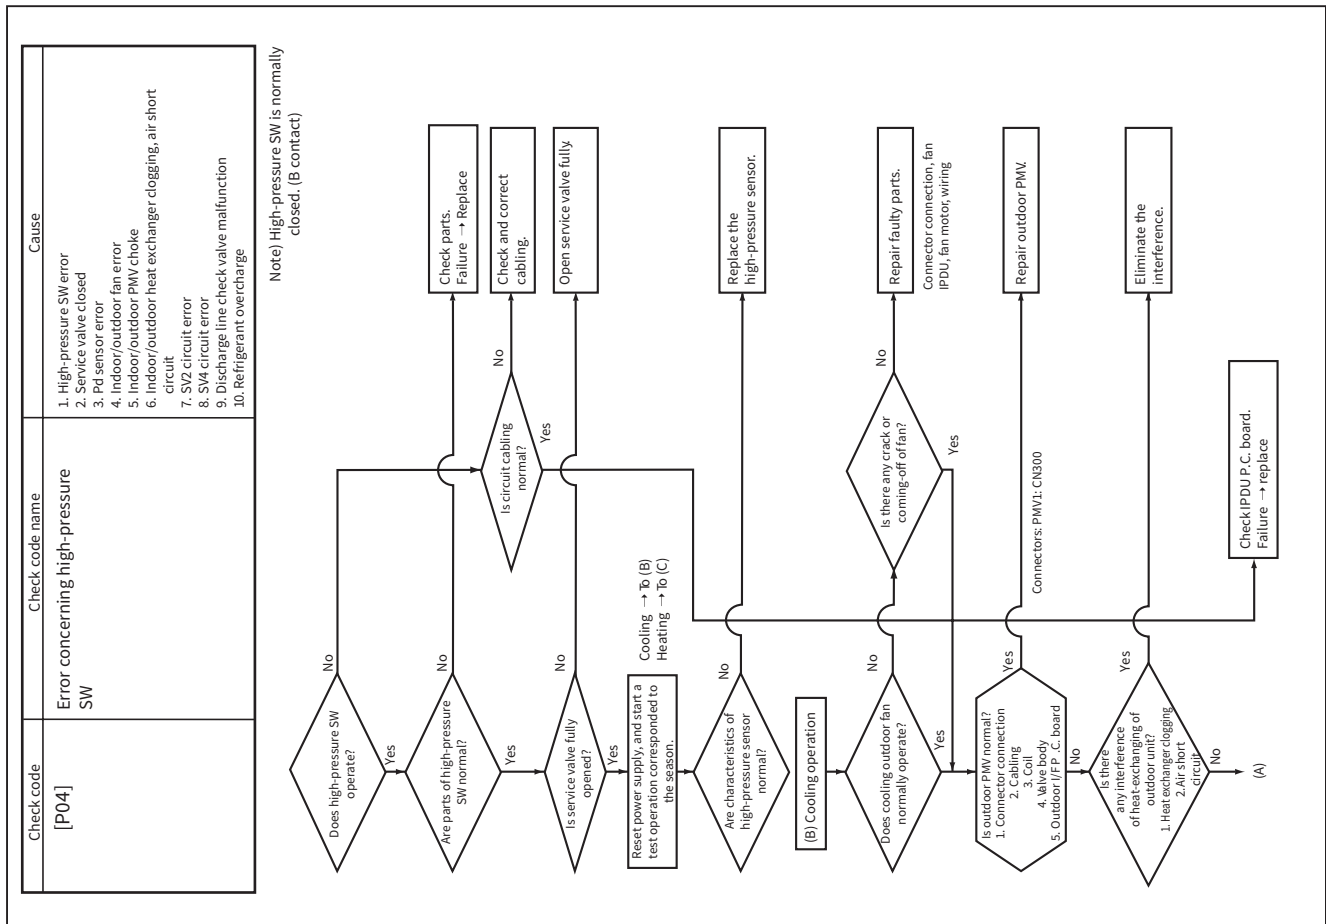 Check code
Check code name
Cause
[P04]
Error concerning high-pressure
SW
1. High-pressure SW error
2. Service valve closed
3. Pd sensor error
4. Indoor/outdoor fan error
5. Indoor/outdoor PMV choke
6. Indoor/outdoor heat exchanger clogging, air short
circuit
7. SV2 circuit error
8. SV4 circuit error
9. Discharge line check valve malfunction
10. Refrigerant overcharge
Note) High-pressure SW is normally
closed. (B contact)
Does high-pressure SW
operate?
No
Yes
Are parts of high-pressure
SW normal?
No
Check parts.
Failure → Replace
Yes
Is circuit cabling
normal?
No
Check and correct
cabling.
Yes
Is service valve fully
opened?
No
Open service valve fully.
Yes
Reset power supply, and start a
test operation corresponded to
the season.
Cooling → To (B)
Heating → To (C)
Are characteristics of
high-pressure sensor
normal?
No
Replace the
high-pressure sensor.
(B) Cooling operation
Does cooling outdoor fan
normally operate?
No
Yes
Is there any crack or
coming-off of fan?
No
Repair faulty parts.
Connector connection, fan
IPDU, fan motor, wiring
Yes
Is outdoor PMV normal?
1. Connector connection
2. Cabling
3. Coil
4. Valve body
5. Outdoor I/F P .C. board
Yes
Repair outdoor PMV.
Connectors: PMV1: CN300
No
Is there
any interference
of heat-exchanging of
outdoor unit?
1. Heat exchanger clogging
2. Air short
circuit
Yes
Eliminate the
interference.
No
(A)
Check IPDU P.C. board.
Failure → replace